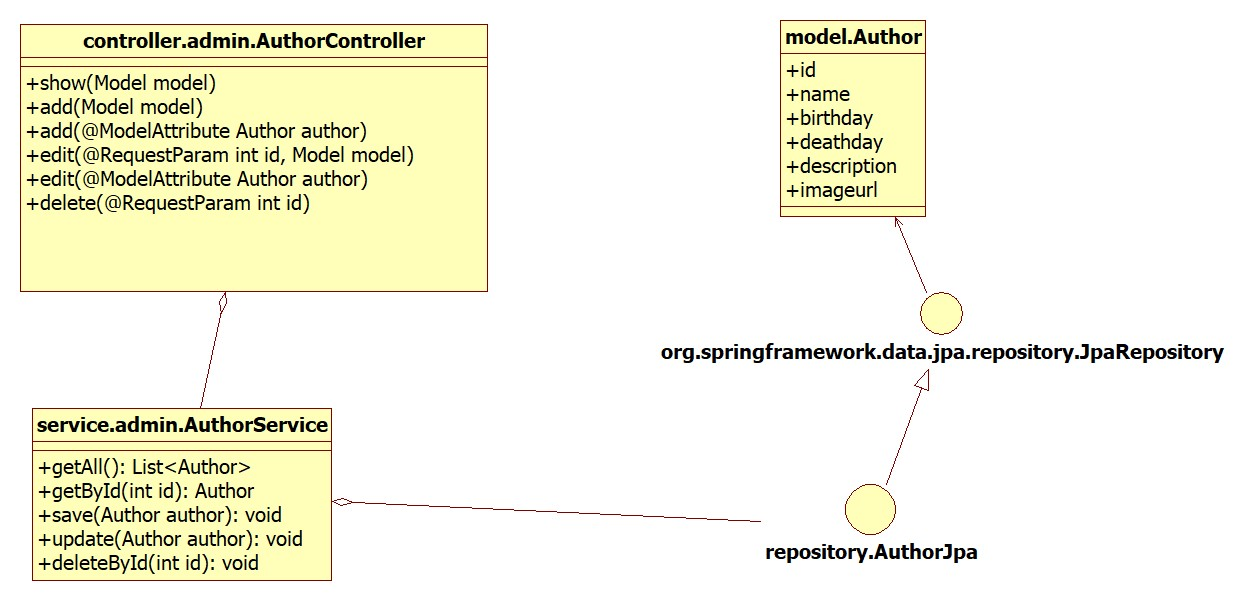 controller.admin.AuthorController
+show(Model model)
+add(Model model)
+add(@ModelAttribute Author author)
+edit(@RequestParam int id, Model model)
+edit(@ModelAttribute Author author)
+delete(@RequestParam int id)
model.Author
+id
+name
+birthday
+deathday
+description
+imageurl
org.springframework.data.jpa.repository.JpaRepository
service.admin.AuthorService
+getAll(): List<Author>
+getById(int id): Author
+save(Author author): void
+update(Author author): void
+deleteById(int id): void
repository.AuthorJpa